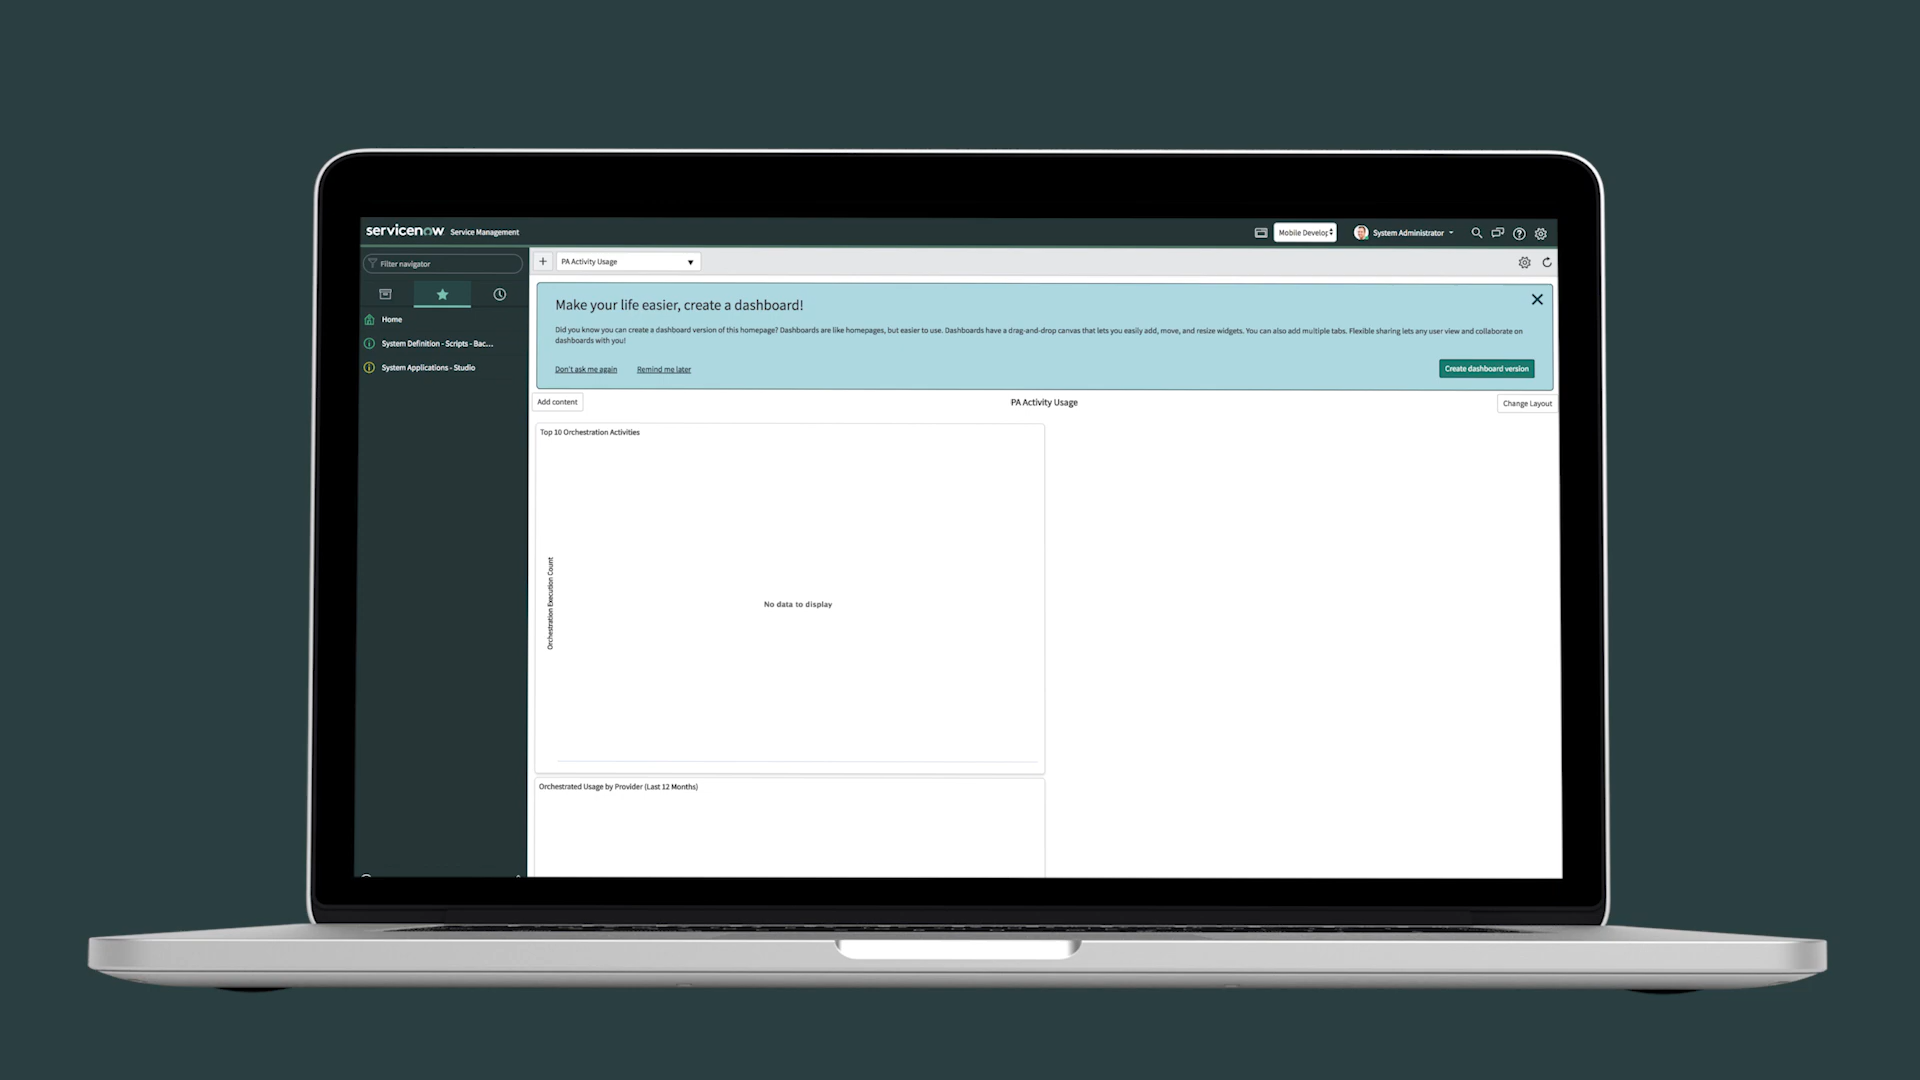 servicenow Service Management
Mobile Develop
System Administrator
Filter navigator
PA Activity Usage
Home
System Definition - Scripts - Bac...
System Applications - Studio
Make your life easier, create a dashboard!
Did you know you can create a dashboard version of this homepage? Dashboards are like homepages, but easier to use. Dashboards have a drag-and-drop canvas that lets you easily add, move, and resize widgets. You can also add multiple tabs. Flexible sharing lets any user view and collaborate on
dashboards with you!
Don't ask me again
Remind me later
Create dashboard version
Add content
PA Activity Usage
Change Layout
Top 10 Orchestration Activities
Orchestration Execution Count
No data to display
Orchestrated Usage by Provider (Last 12 Months)